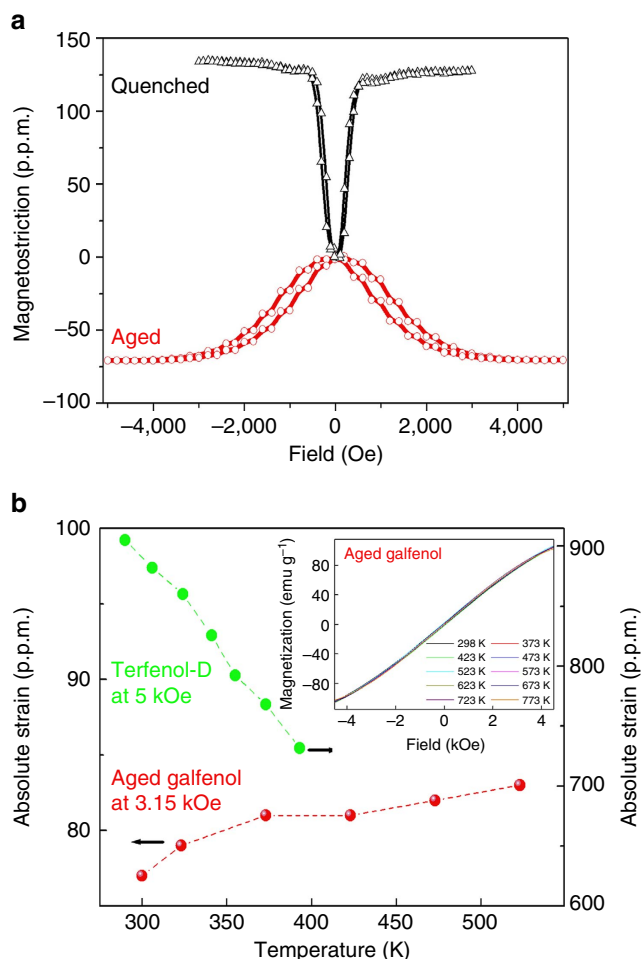 a
150
100
50
0
−50
−100
Magnetostriction (p.p.m.)
Quenched
Aged
−4,000 −2,000 0 2,000 4,000
Field (Oe)
b
100
90
80
Absolute strain (p.p.m.)
Terfenol-D
at 5 kOe
Aged galfenol
at 3.15 kOe
900
800
700
600
Absolute strain (p.p.m.)
300 350 400 450 500
Temperature (K)
Aged galfenol
80
40
0
−40
−80
Magnetization (emu g⁻¹)
298 K 373 K
423 K 473 K
523 K 573 K
623 K 673 K
723 K 773 K
−4 −2 0 2 4
Field (kOe)